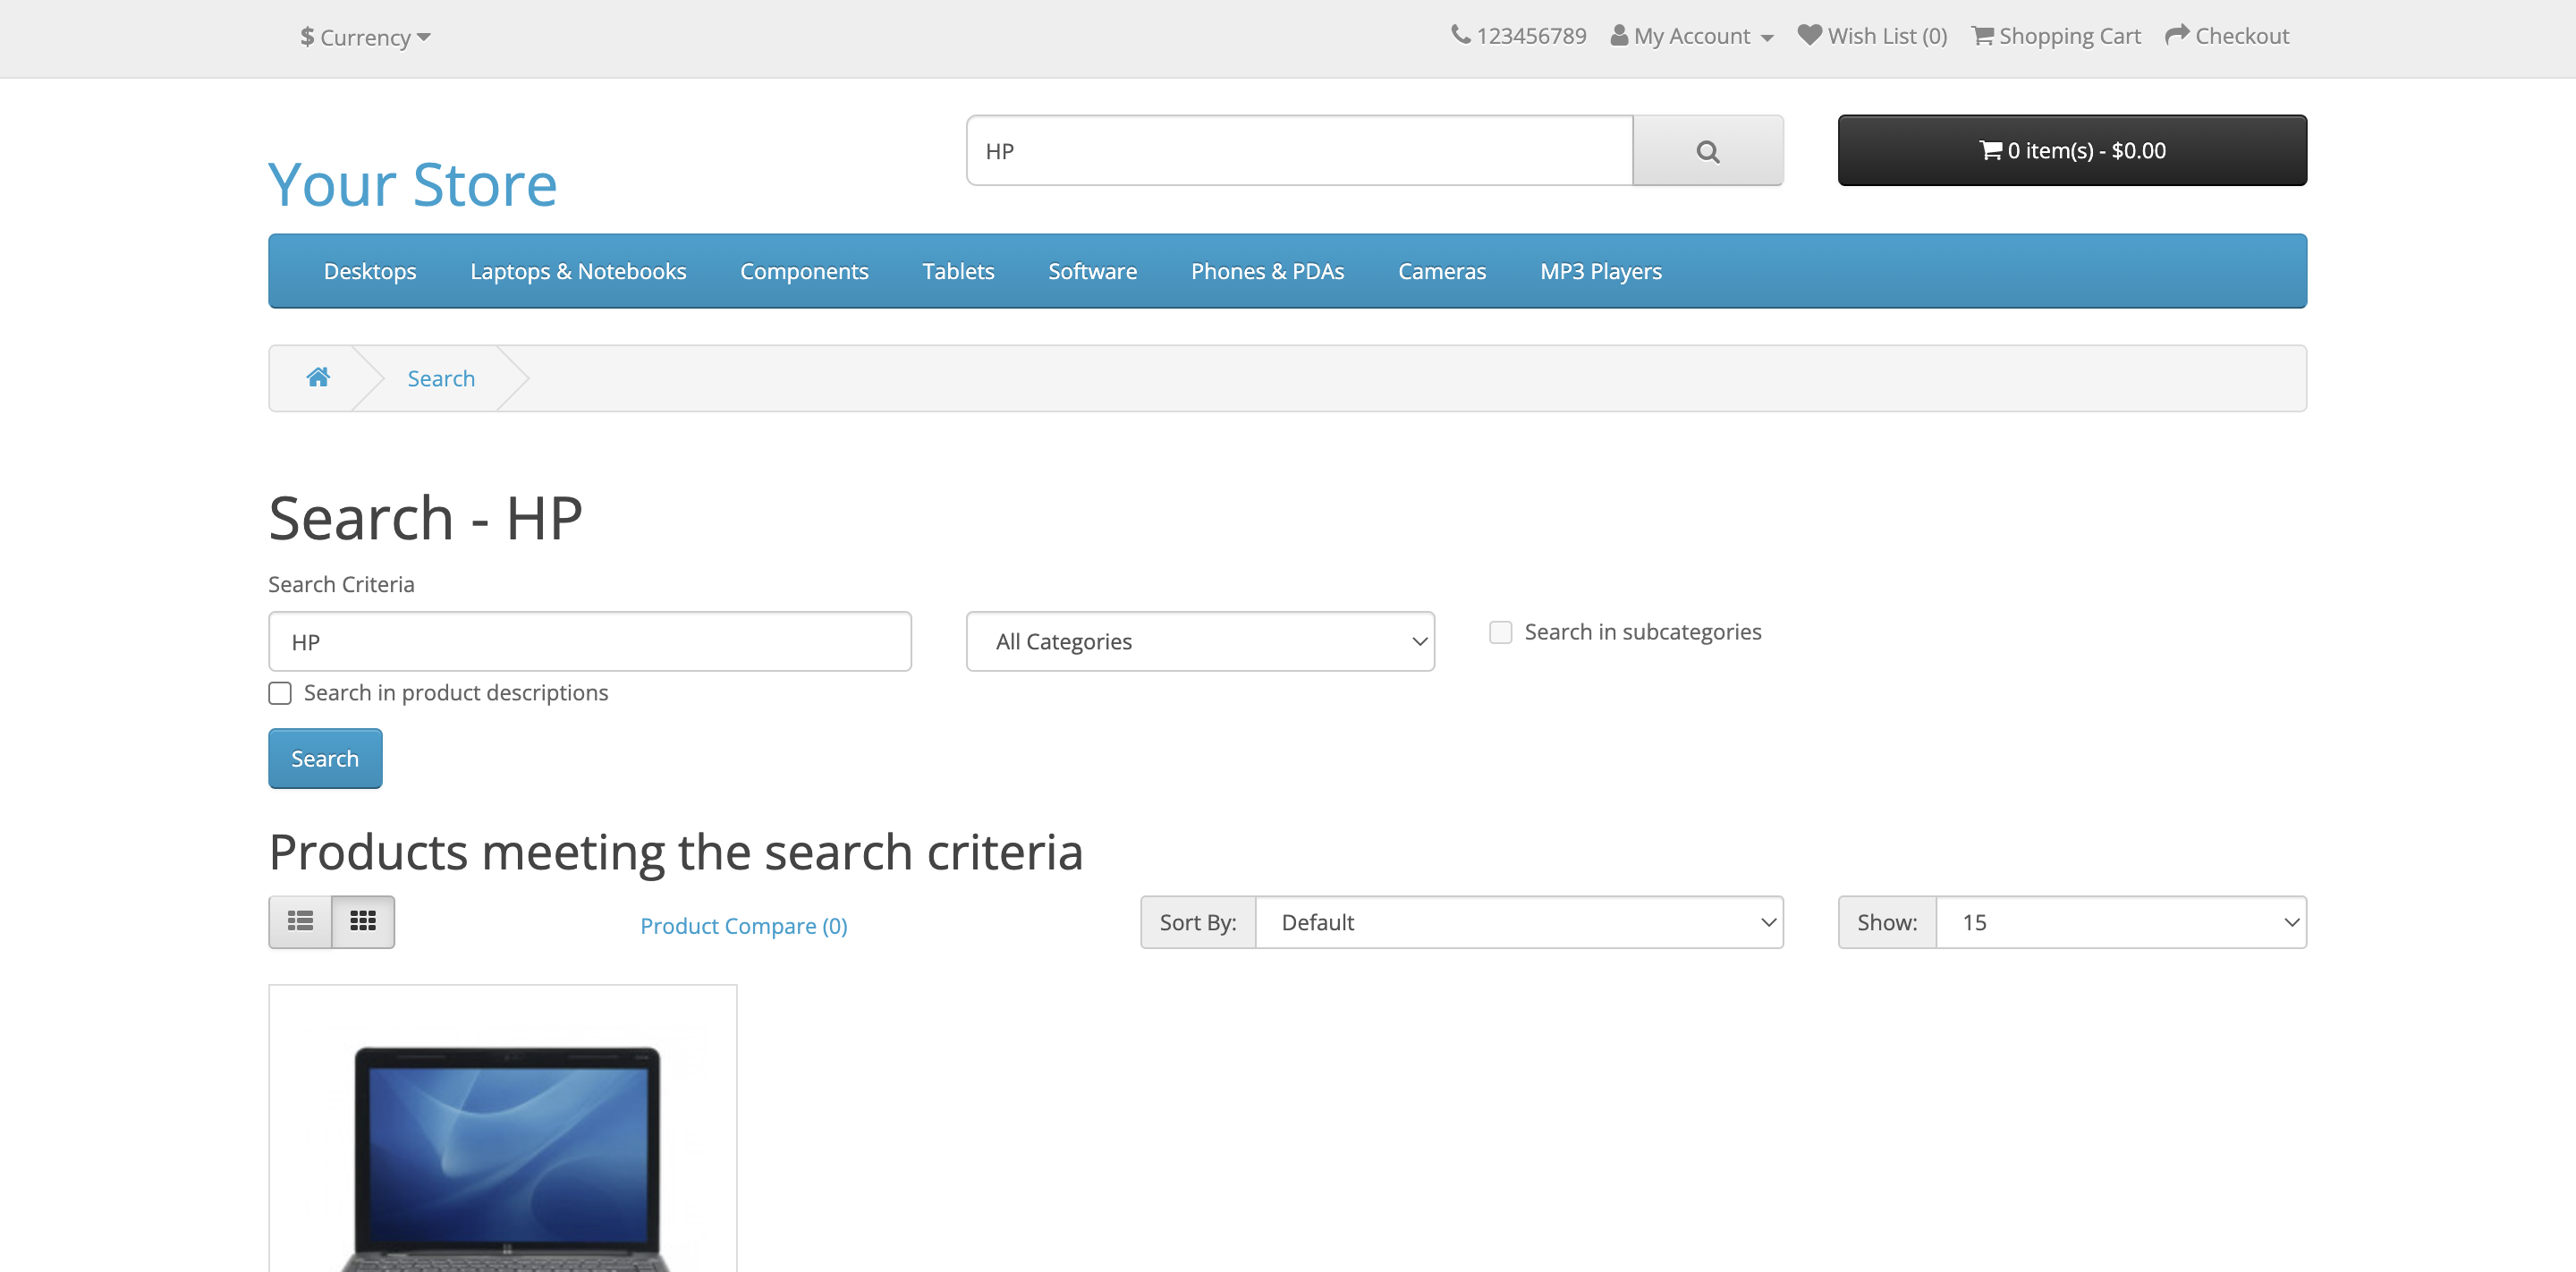 $ Currency
123456789 My Account Wish List (0) Shopping Cart Checkout
HP
0 item(s) - $0.00
Your Store
Desktops Laptops & Notebooks Components Tablets Software Phones & PDAs Cameras MP3 Players
Search
Search - HP
Search Criteria
HP
All Categories
Search in subcategories
Search in product descriptions
Search
Products meeting the search criteria
Product Compare (0)
Sort By: Default
Show: 15